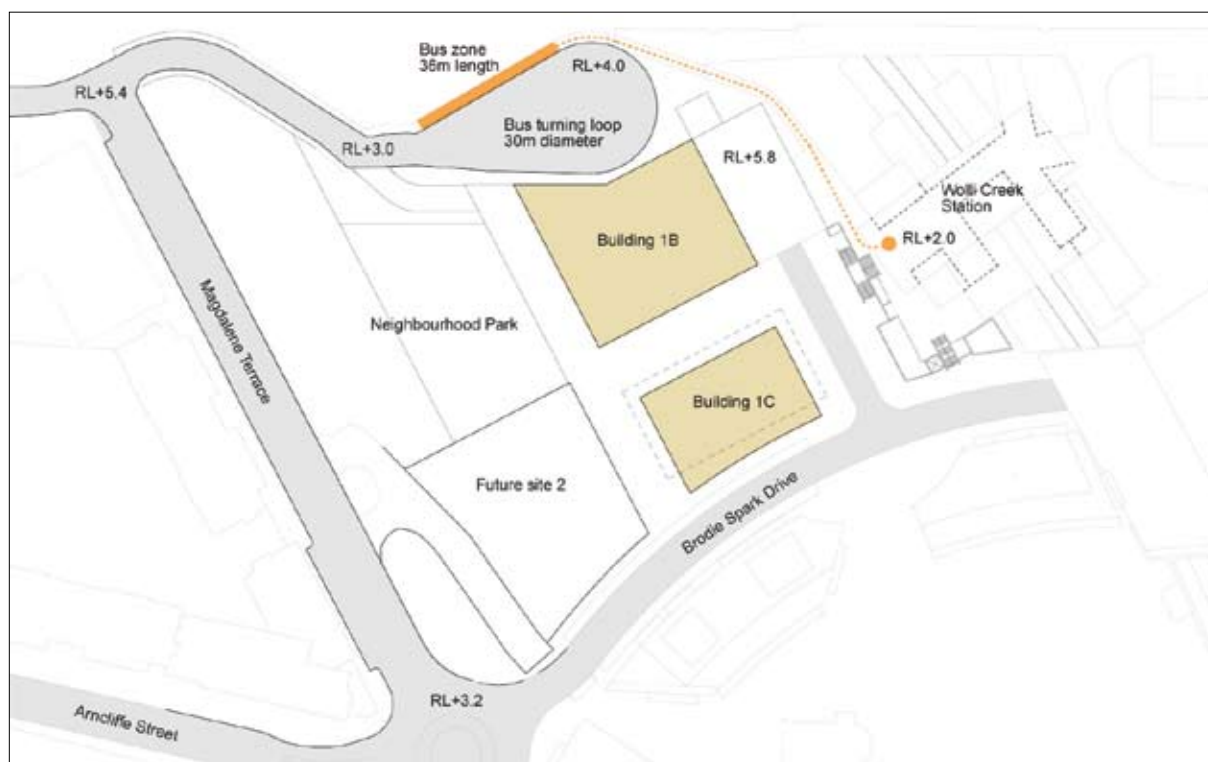 Bus zone
36m length
RL+4.0
RL+5.4
Bus turning loop
30m diameter
RL+3.0
RL+5.8
Wolli Creek
Station
RL+2.0
Building 1B
Magdalene Terrace
Neighbourhood Park
Building 1C
Future site 2
Brodie Spark Drive
RL+3.2
Arncliffe Street